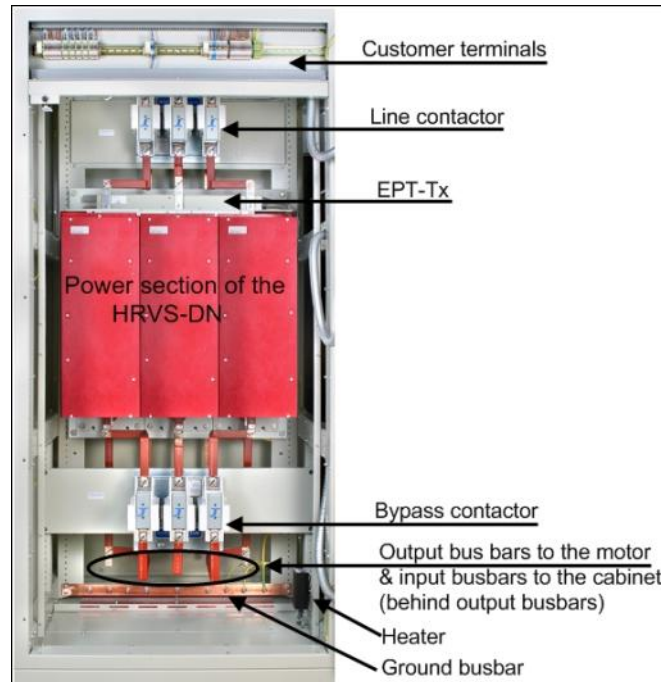 Customer terminals
Line contactor
EPT-Tx
Power section of the
HRVS-DN
Bypass contactor
Output bus bars to the motor
& input busbars to the cabinet
(behind output busbars)
Heater
Ground busbar